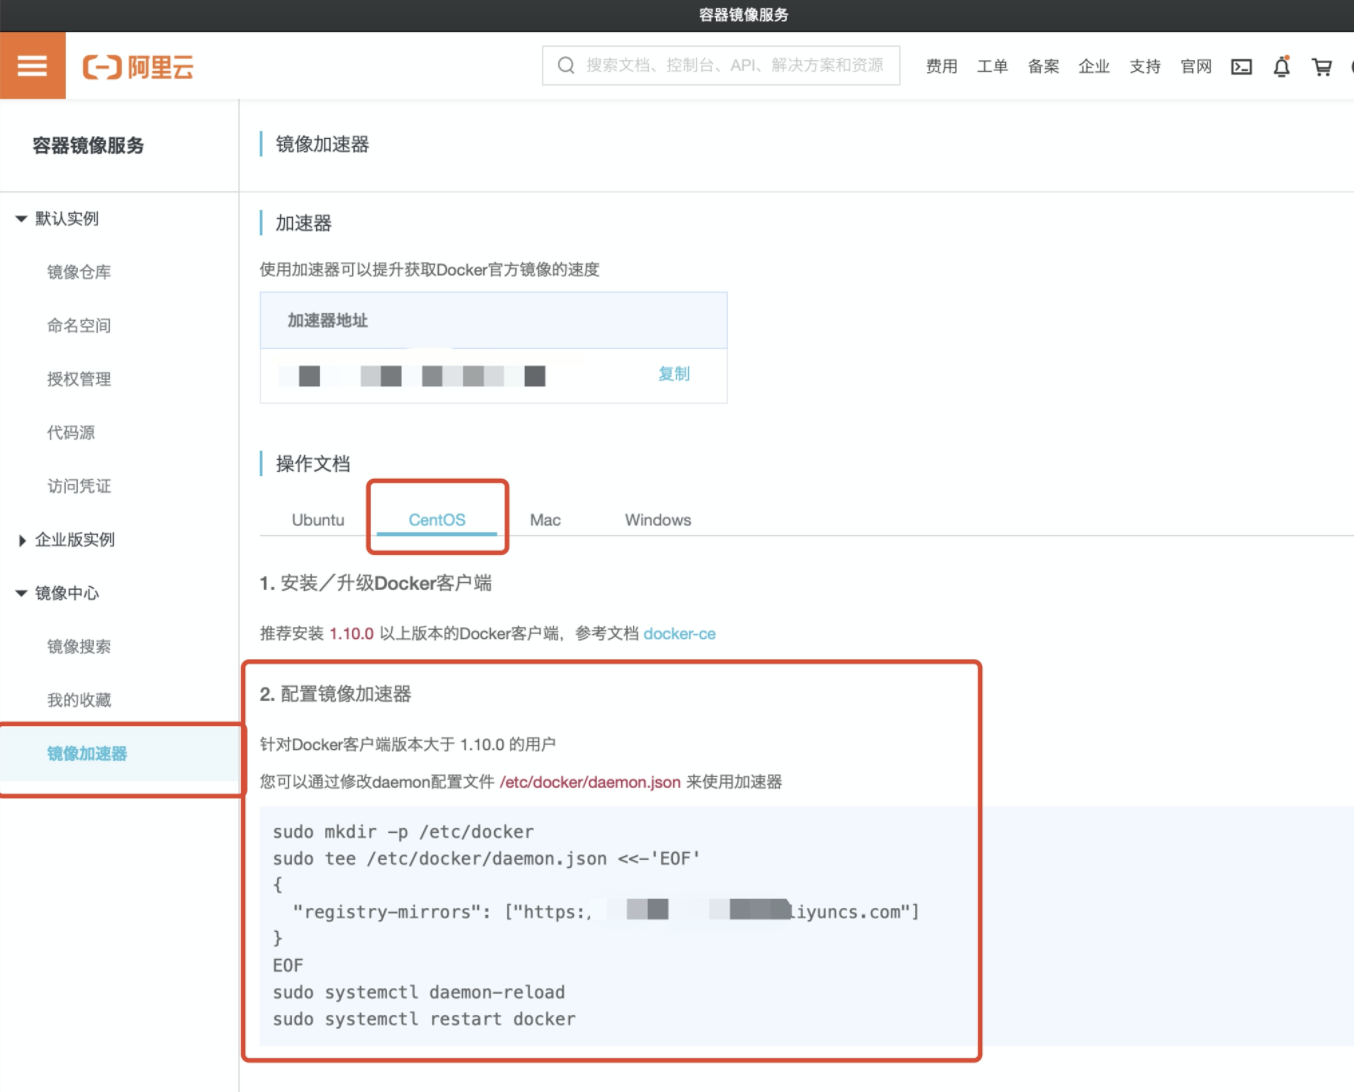 容器镜像服务
阿里云
搜索文档、控制台、API、解决方案和资源
费用 工单 备案 企业 支持 官网
容器镜像服务
默认实例
镜像仓库
命名空间
授权管理
代码源
访问凭证
企业版实例
镜像中心
镜像搜索
我的收藏
镜像加速器
镜像加速器
加速器
使用加速器可以提升获取Docker官方镜像的速度
加速器地址
复制
操作文档
Ubuntu CentOS Mac Windows
1. 安装／升级Docker客户端
推荐安装 1.10.0 以上版本的Docker客户端，参考文档 docker-ce
2. 配置镜像加速器
针对Docker客户端版本大于 1.10.0 的用户
您可以通过修改daemon配置文件 /etc/docker/daemon.json 来使用加速器
sudo mkdir -p /etc/docker
sudo tee /etc/docker/daemon.json <<-'EOF'
{
"registry-mirrors": ["https:/ liyuncs.com"]
}
EOF
sudo systemctl daemon-reload
sudo systemctl restart docker